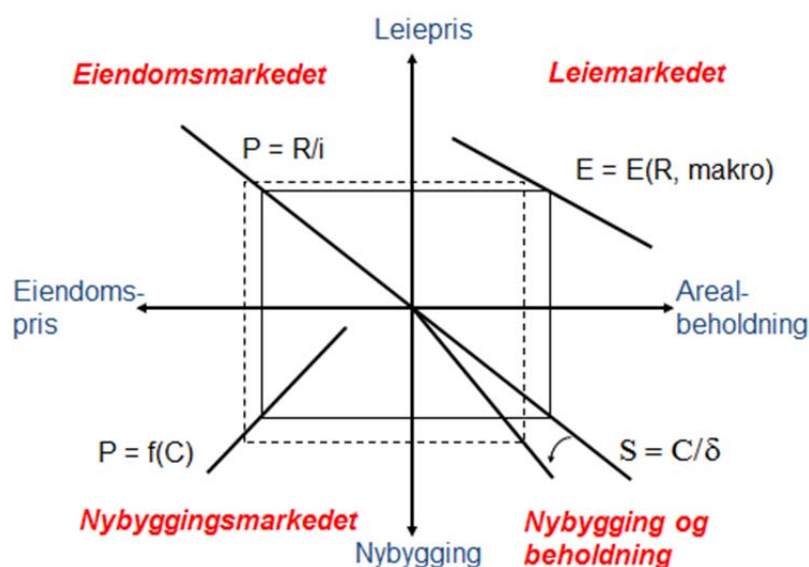 Leiepris
Eiendomsmarkedet
Leiemarkedet
P = R/i
E = E(R, makro)
Eiendoms-
pris
Areal-
beholdning
P = f(C)
S = C/δ
Nybyggingsmarkedet
Nybygging
Nybygging og
beholdning